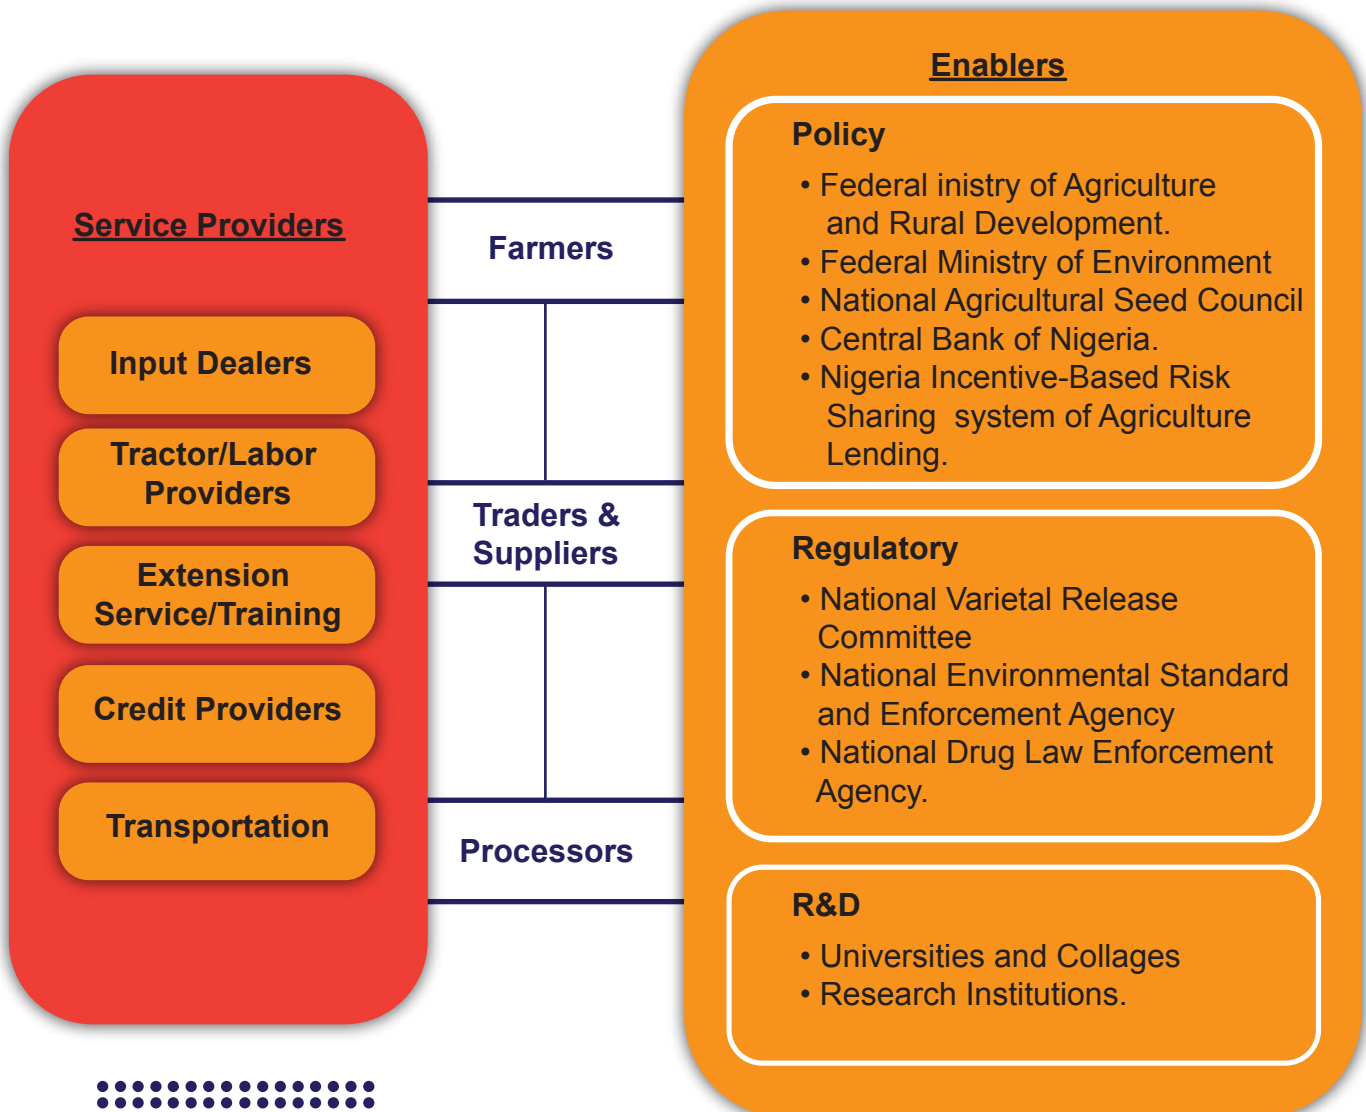 Service Providers
Input Dealers
Tractor/Labor
Providers
Extension
Service/Training
Credit Providers
Transportation
Farmers
Traders &
Suppliers
Processors
Enablers
Policy
• Federal inistry of Agriculture
and Rural Development.
• Federal Ministry of Environment
• National Agricultural Seed Council
• Central Bank of Nigeria.
• Nigeria Incentive-Based Risk
Sharing system of Agriculture
Lending.
Regulatory
• National Varietal Release
Committee
• National Environmental Standard
and Enforcement Agency
• National Drug Law Enforcement
Agency.
R&D
• Universities and Collages
• Research Institutions.